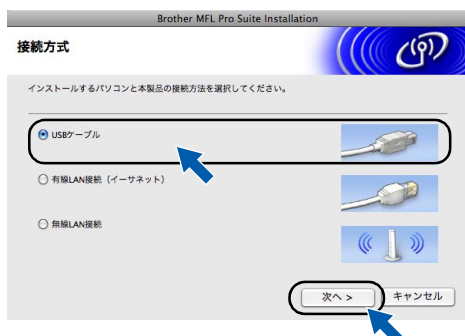 Brother MFL Pro Suite Installation
接続方式
インストールするパソコンと本製品の接続方法を選択してください。
USBケーブル
有線LAN接続（イーサネット）
無線LAN接続
次へ >
キャンセル